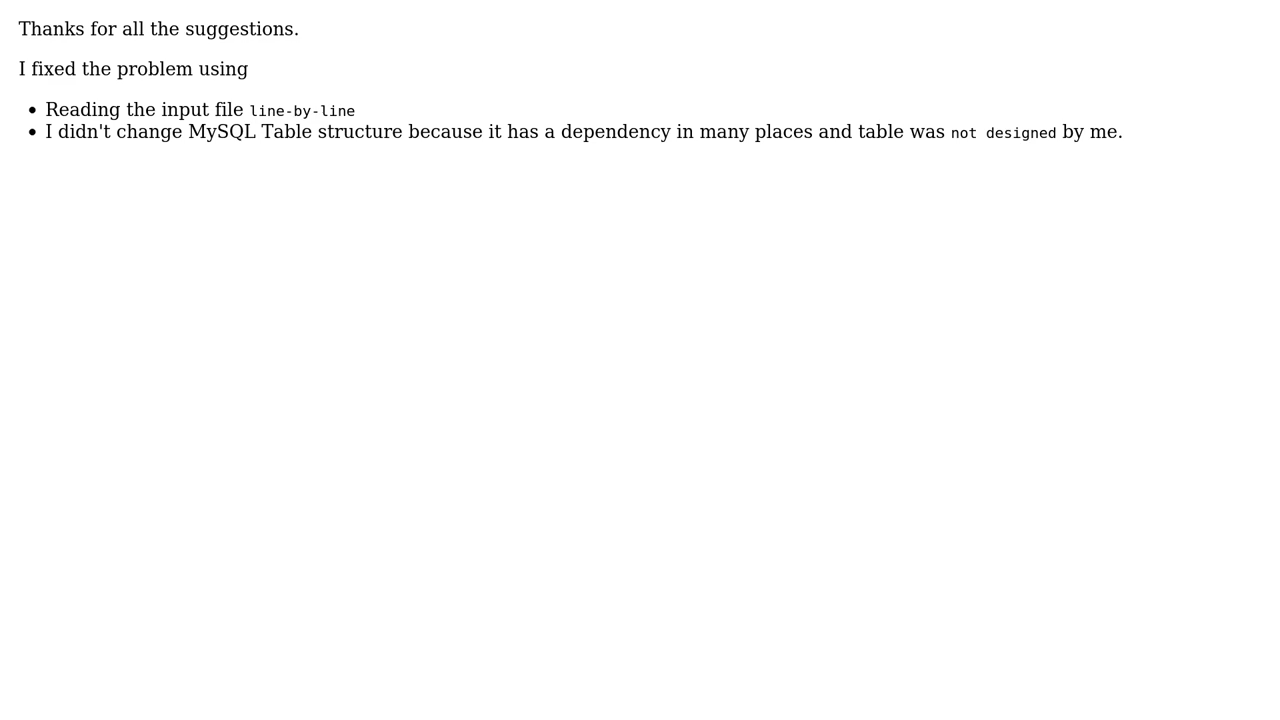 Thanks for all the suggestions.
I fixed the problem using
• Reading the input file line-by-line
• I didn't change MySQL Table structure because it has a dependency in many places and table was not designed by me.